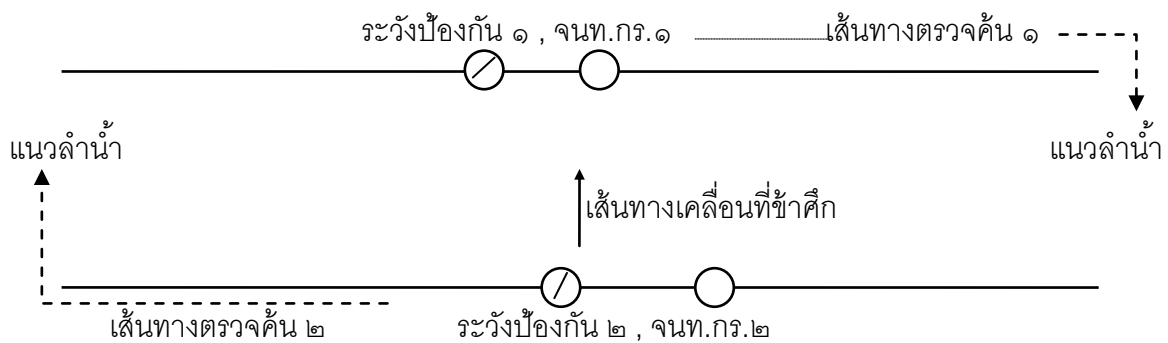 ระวังป้องกัน ๑ , จนท.กร.๑ เส้นทางตรวจค้น ๑
แนวลำน้ำ แนวลำน้ำ
เส้นทางเคลื่อนที่ข้าศึก
เส้นทางตรวจค้น ๒ ระวังป้องกัน ๒ , จนท.กร.๒